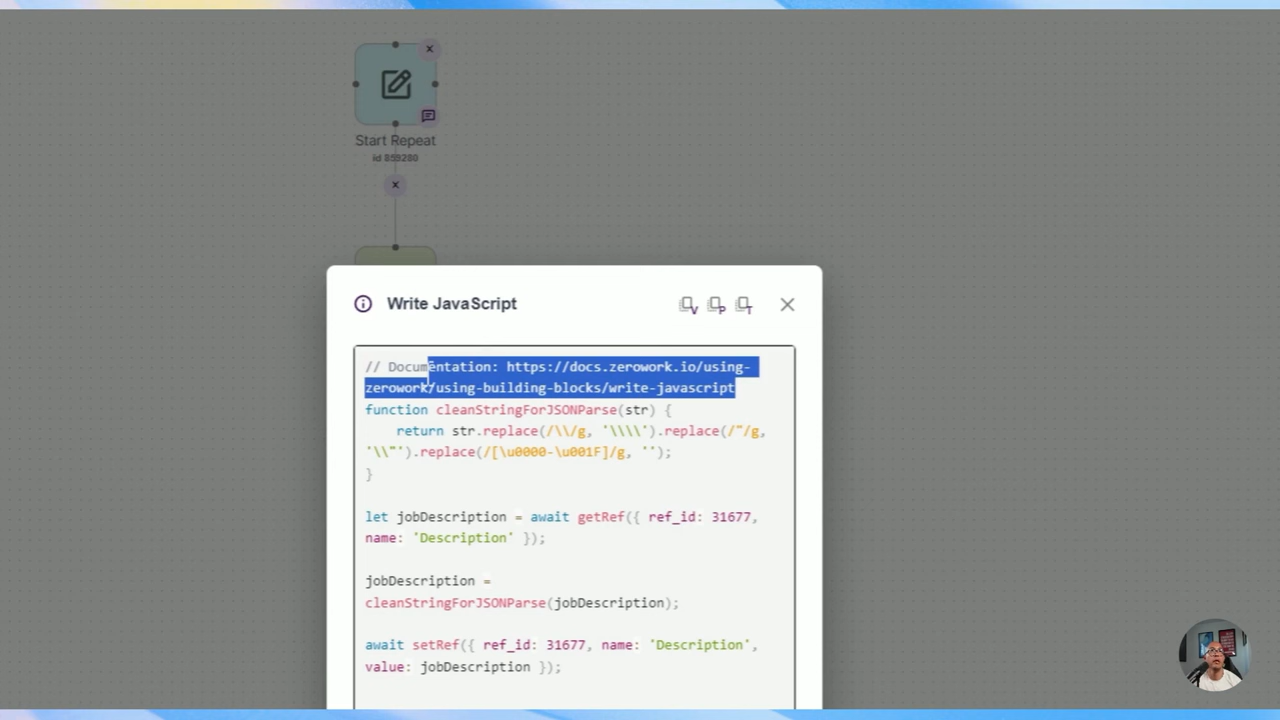 Start Repeat
id 859280
Write JavaScript
V P T
// Documentation: https://docs.zerowork.io/using-
zerowork/using-building-blocks/write-javascript
function cleanStringForJSONParse(str) {
return str.replace(/\\/g, '\\\\').replace(/"/g,
'\\"').replace(/[\u0000-\u001F]/g, '');
}
let jobDescription = await getRef({ ref_id: 31677,
name: 'Description' });
jobDescription =
cleanStringForJSONParse(jobDescription);
await setRef({ ref_id: 31677, name: 'Description',
value: jobDescription });